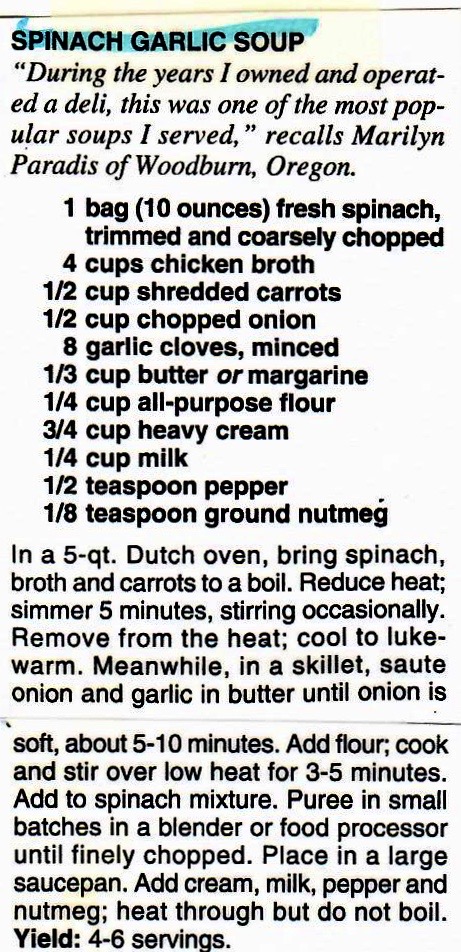 SPINACH GARLIC SOUP
“During the years I owned and operat-
ed a deli, this was one of the most pop-
ular soups I served,” recalls Marilyn
Paradis of Woodburn, Oregon.
1 bag (10 ounces) fresh spinach,
trimmed and coarsely chopped
4 cups chicken broth
1/2 cup shredded carrots
1/2 cup chopped onion
8 garlic cloves, minced
1/3 cup butter or margarine
1/4 cup all-purpose flour
3/4 cup heavy cream
1/4 cup milk
1/2 teaspoon pepper
1/8 teaspoon ground nutmeg
In a 5-qt. Dutch oven, bring spinach,
broth and carrots to a boil. Reduce heat;
simmer 5 minutes, stirring occasionally.
Remove from the heat; cool to luke-
warm. Meanwhile, in a skillet, saute
onion and garlic in butter until onion is
soft, about 5-10 minutes. Add flour; cook
and stir over low heat for 3-5 minutes.
Add to spinach mixture. Puree in small
batches in a blender or food processor
until finely chopped. Place in a large
saucepan. Add cream, milk, pepper and
nutmeg; heat through but do not boil.
Yield: 4-6 servings.